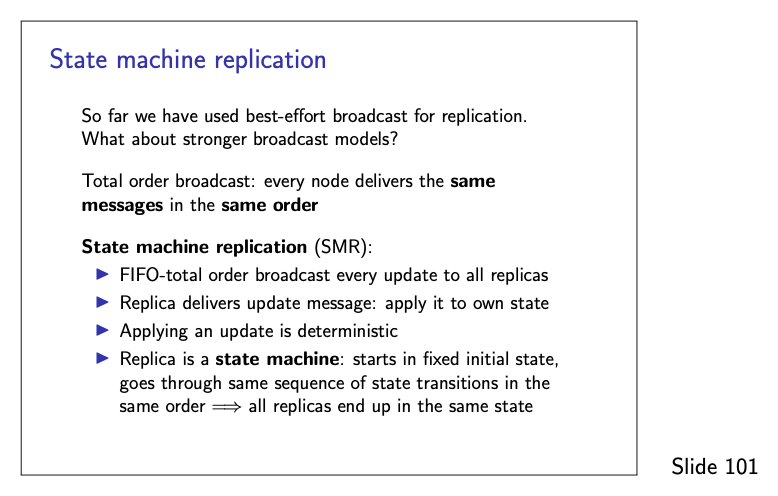 State machine replication
So far we have used best-effort broadcast for replication.
What about stronger broadcast models?
Total order broadcast: every node delivers the same
messages in the same order
State machine replication (SMR):
▶ FIFO-total order broadcast every update to all replicas
▶ Replica delivers update message: apply it to own state
▶ Applying an update is deterministic
▶ Replica is a state machine: starts in fixed initial state,
goes through same sequence of state transitions in the
same order ⟹ all replicas end up in the same state
Slide 101